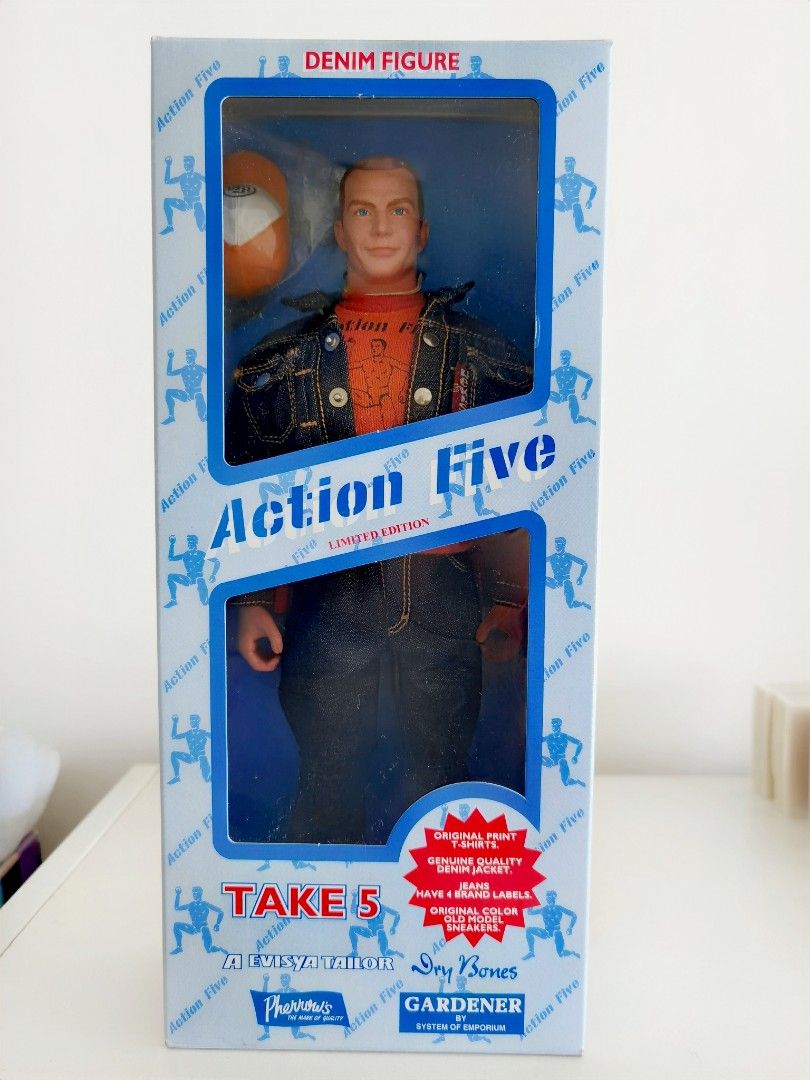 DENIM FIGURE
Action Five
Action Five
LIMITED EDITION
ORIGINAL PRINT
T-SHIRTS.
GENUINE QUALITY
DENIM JACKET.
JEANS
HAVE 4 BRAND LABELS.
ORIGINAL COLOR
OLD MODEL
SNEAKERS.
TAKE 5
A EVISYA TAILOR
Dry Bones
Pherrow's
THE MARK OF QUALITY
GARDENER
BY
SYSTEM OF EMPORIUM